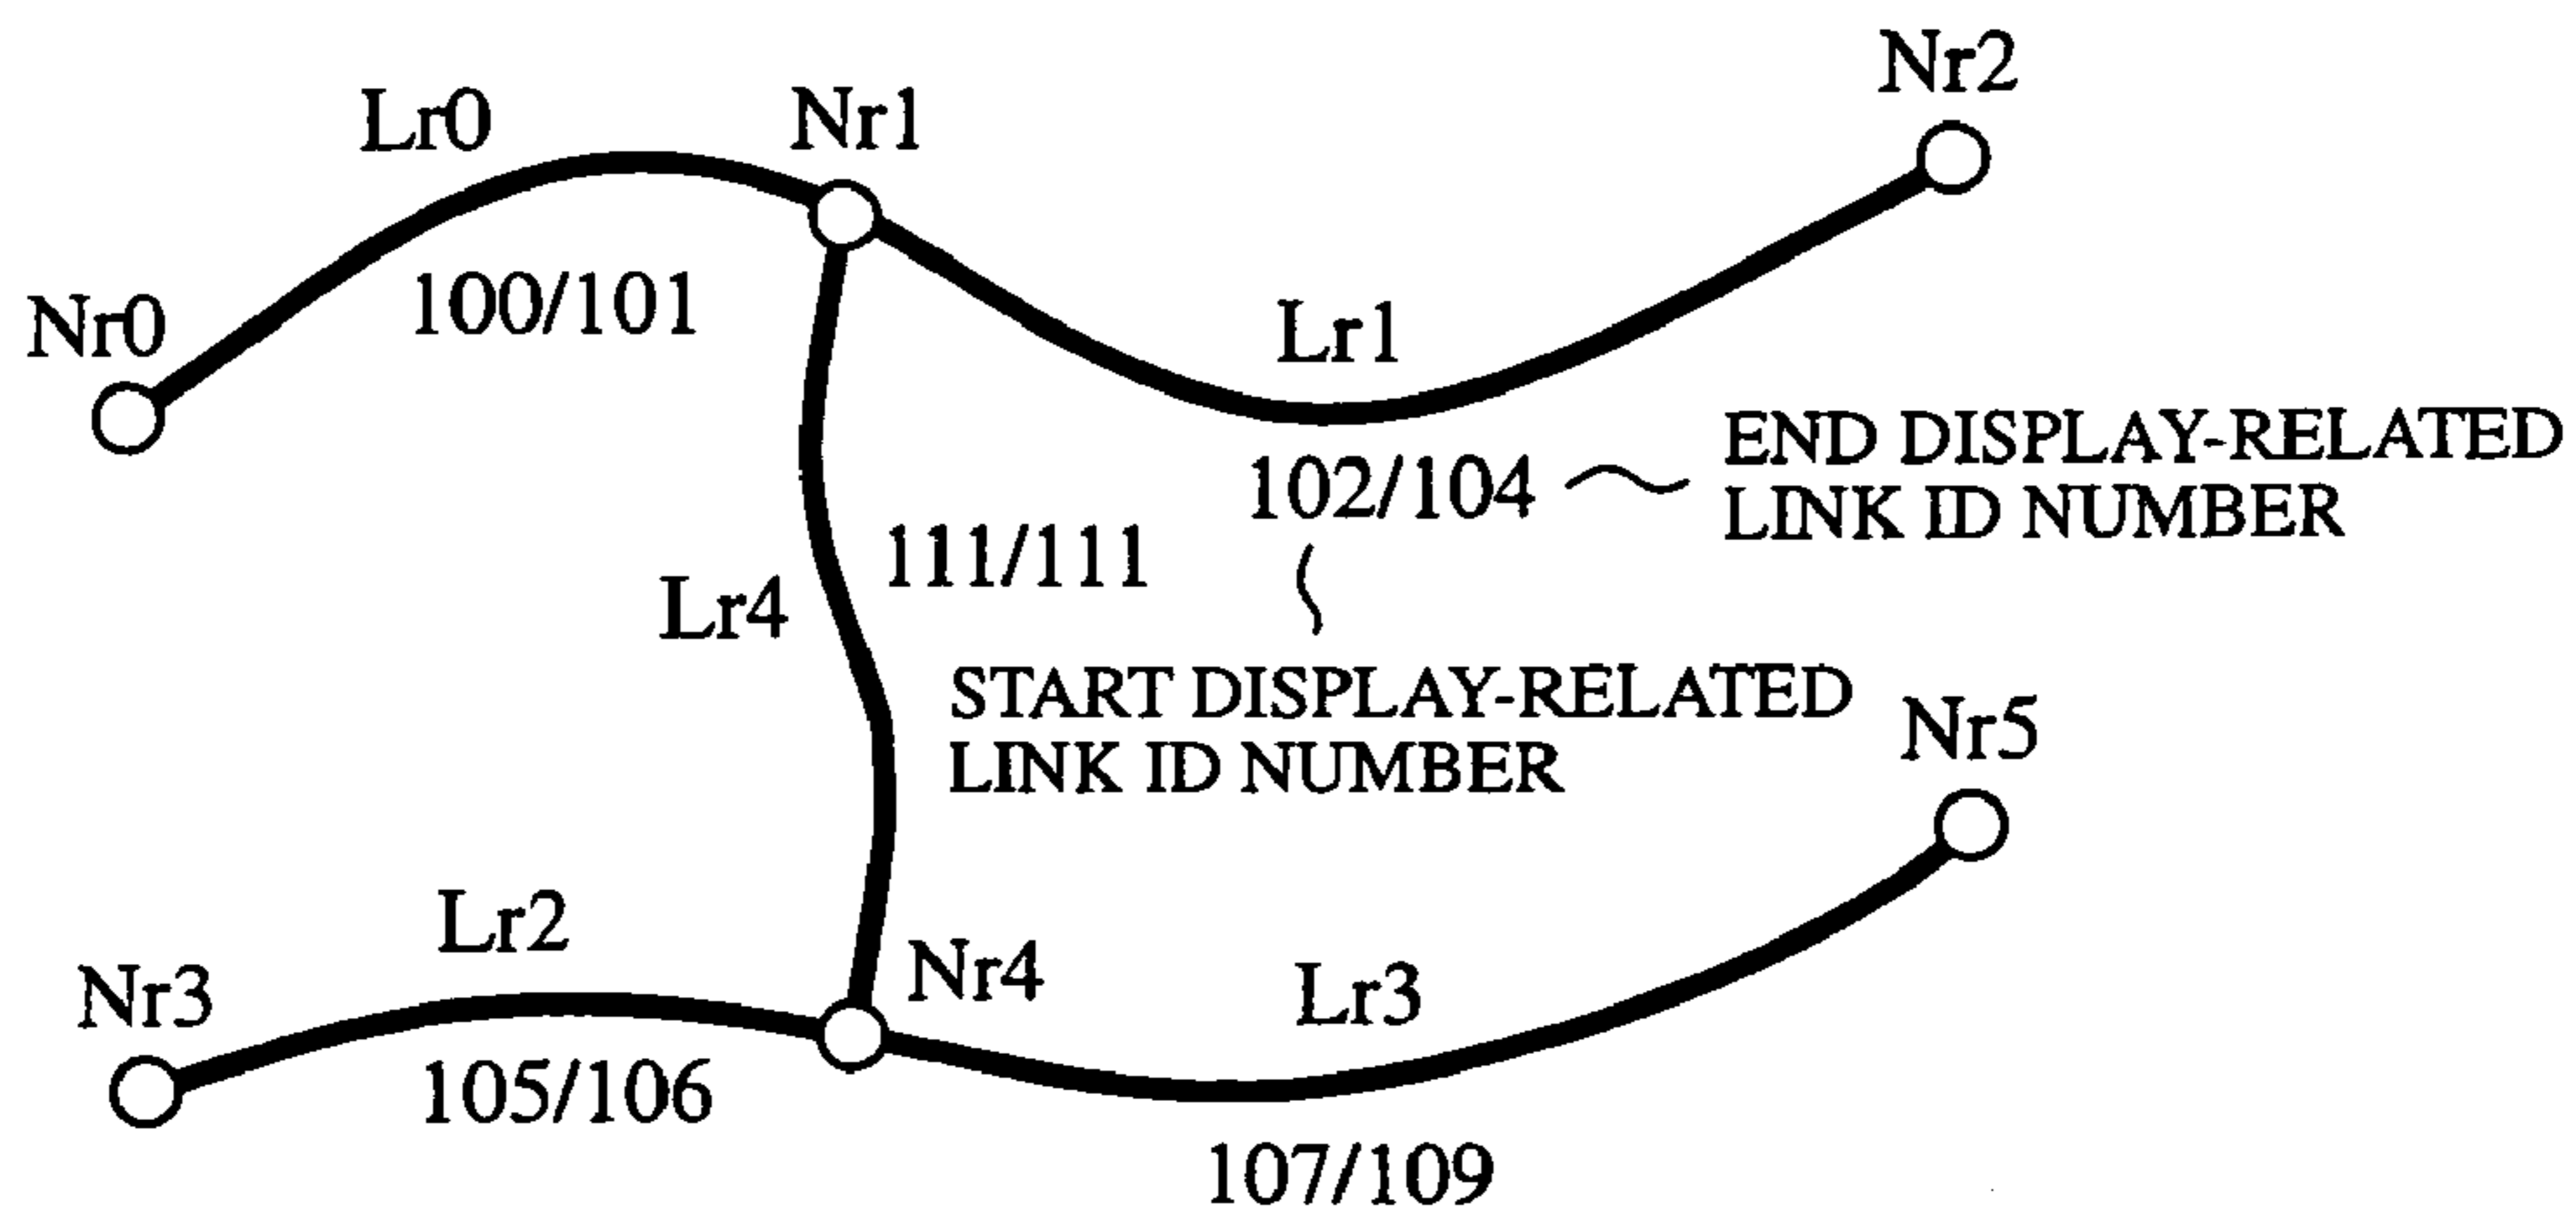 Nr2
Lr0
Nr1
100/101
Nr0
Lr1
END DISPLAY-RELATED
LINK ID NUMBER
102/104
111/111
Lr4
START DISPLAY-RELATED
LINK ID NUMBER
Nr5
Lr2
Nr4
Nr3
Lr3
105/106
107/109